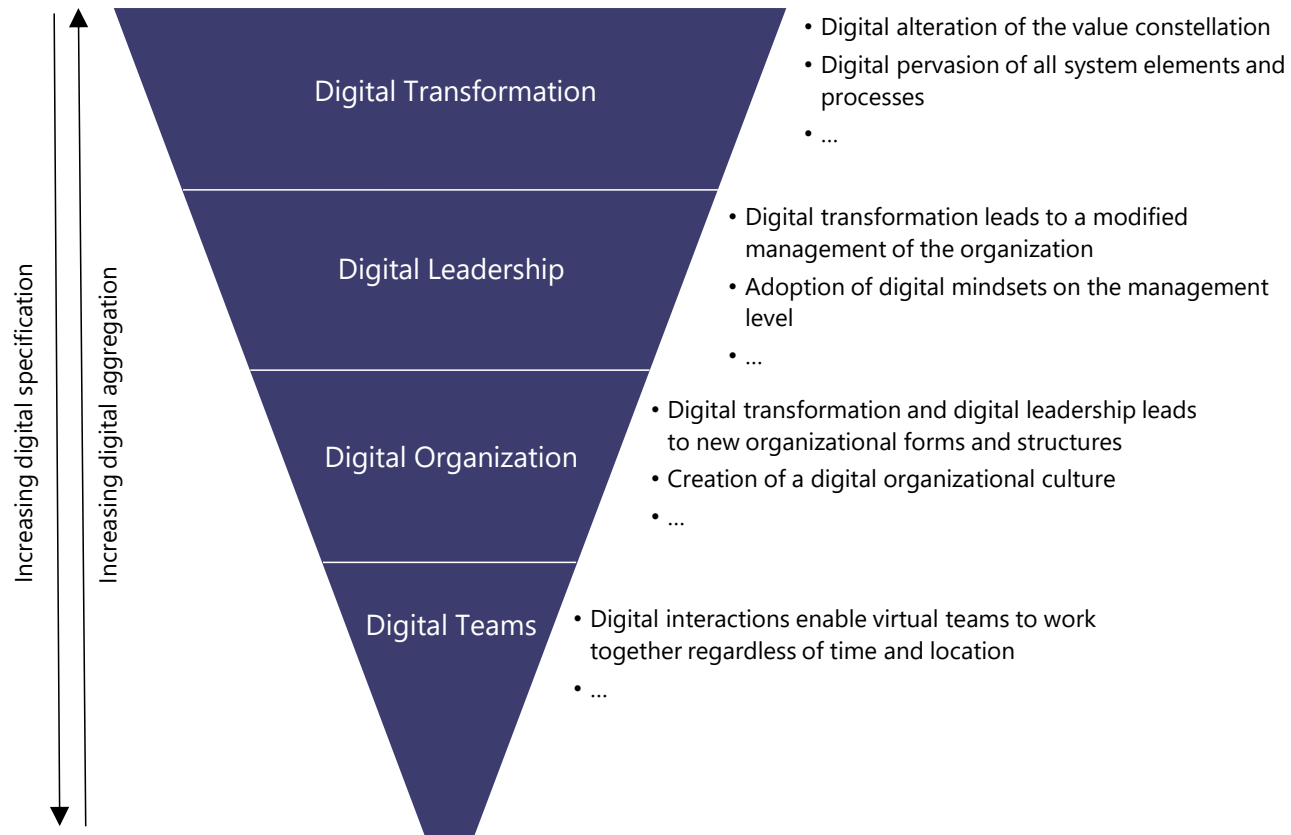 Increasing digital specification
Increasing digital aggregation
Digital Transformation
• Digital alteration of the value constellation
• Digital pervasion of all system elements and
processes
• ...
Digital Leadership
• Digital transformation leads to a modified
management of the organization
• Adoption of digital mindsets on the management
level
• ...
Digital Organization
• Digital transformation and digital leadership leads
to new organizational forms and structures
• Creation of a digital organizational culture
• ...
Digital Teams
• Digital interactions enable virtual teams to work
together regardless of time and location
• ...